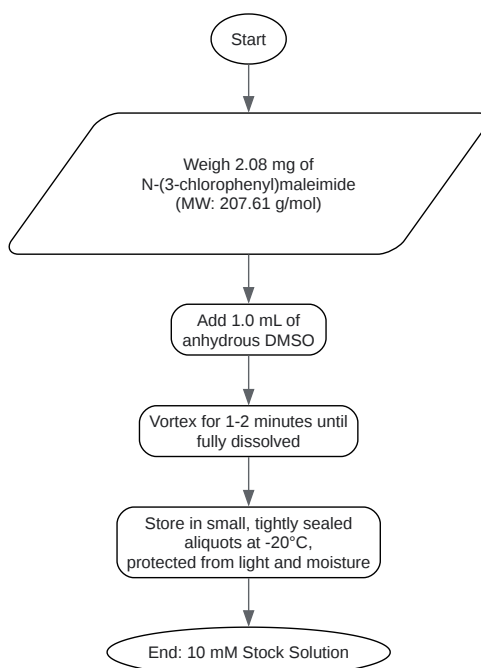 Start
Weigh 2.08 mg of
N-(3-chlorophenyl)maleimide
(MW: 207.61 g/mol)
Add 1.0 mL of
anhydrous DMSO
Vortex for 1-2 minutes until
fully dissolved
Store in small, tightly sealed
aliquots at -20°C,
protected from light and moisture
End: 10 mM Stock Solution